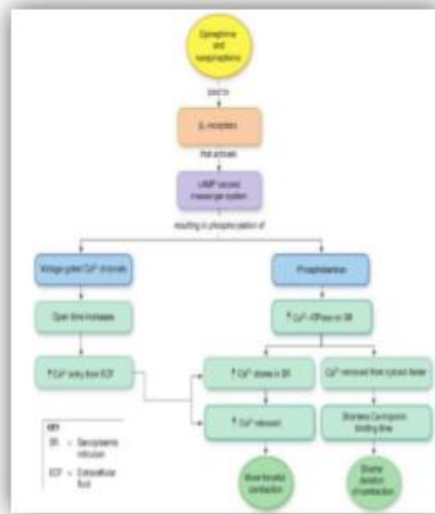 Epinephrine
and
norepinephrine
bind to
β₁-receptors
that activate
cAMP second
messenger system
resulting in phosphorylation of
Voltage-gated Ca²⁺ channels
Phospholamban
Open time increases
↑ Ca²⁺-ATPase on SR
↑ Ca²⁺ entry from ECF
↑ Ca²⁺ stores in SR
Ca²⁺ removed from cytosol faster
↑ Ca²⁺ released
Shortens Ca-troponin
binding time
KEY
SR = Sarcoplasmic
reticulum
ECF = Extracellular
fluid
More forceful
contraction
Shorter
duration
of contraction